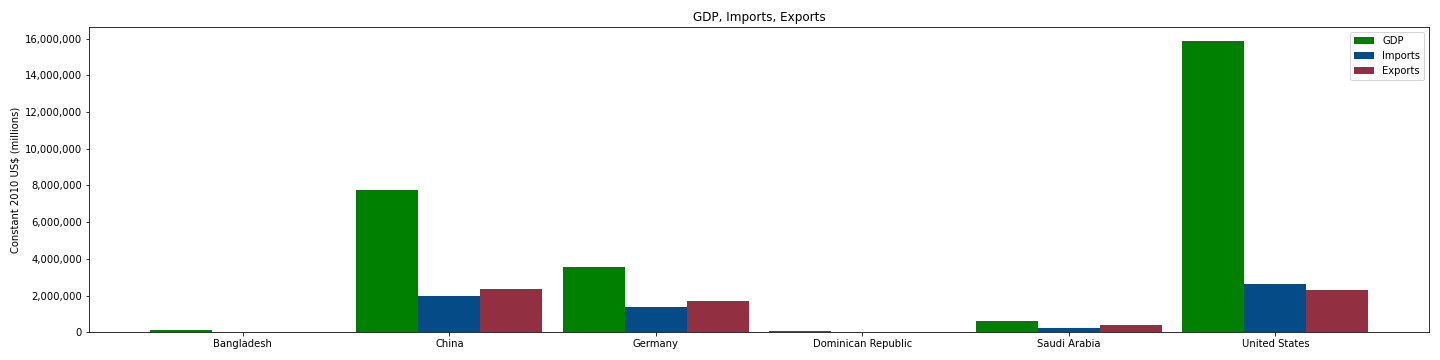 GDP, Imports, Exports
Constant 2010 US$ (millions)
16,000,000
14,000,000
12,000,000
10,000,000
8,000,000
6,000,000
4,000,000
2,000,000
0
GDP
Imports
Exports
Bangladesh
China
Germany
Dominican Republic
Saudi Arabia
United States